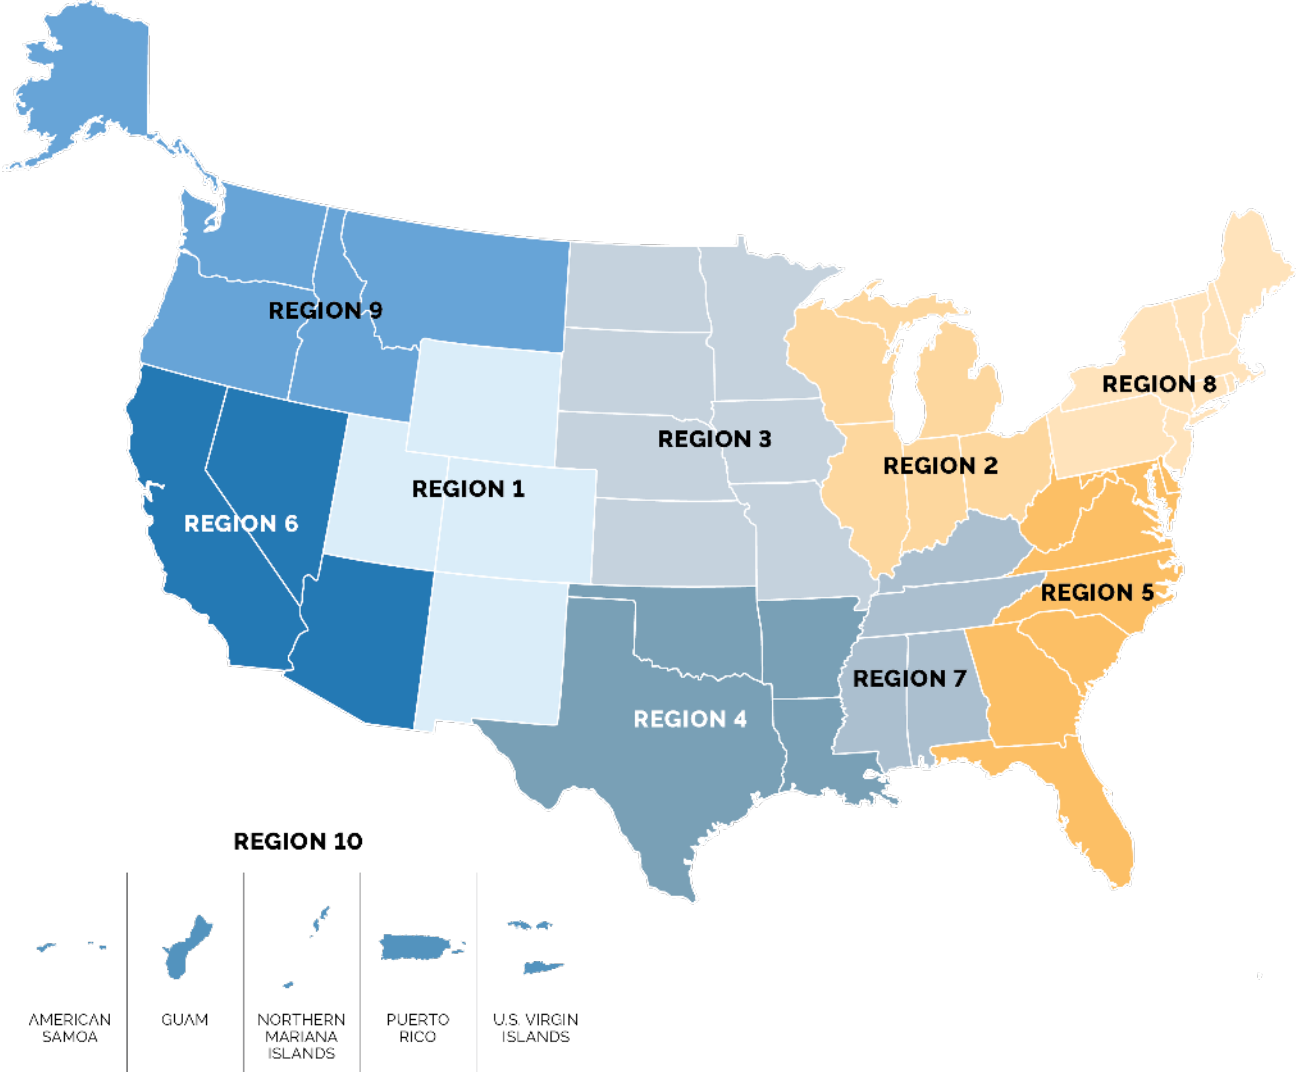 REGION 9
REGION 8
REGION 3
REGION 2
REGION 1
REGION 6
REGION 5
REGION 7
REGION 4
REGION 10
AMERICAN
SAMOA
GUAM
NORTHERN
MARIANA
ISLANDS
PUERTO
RICO
U.S. VIRGIN
ISLANDS